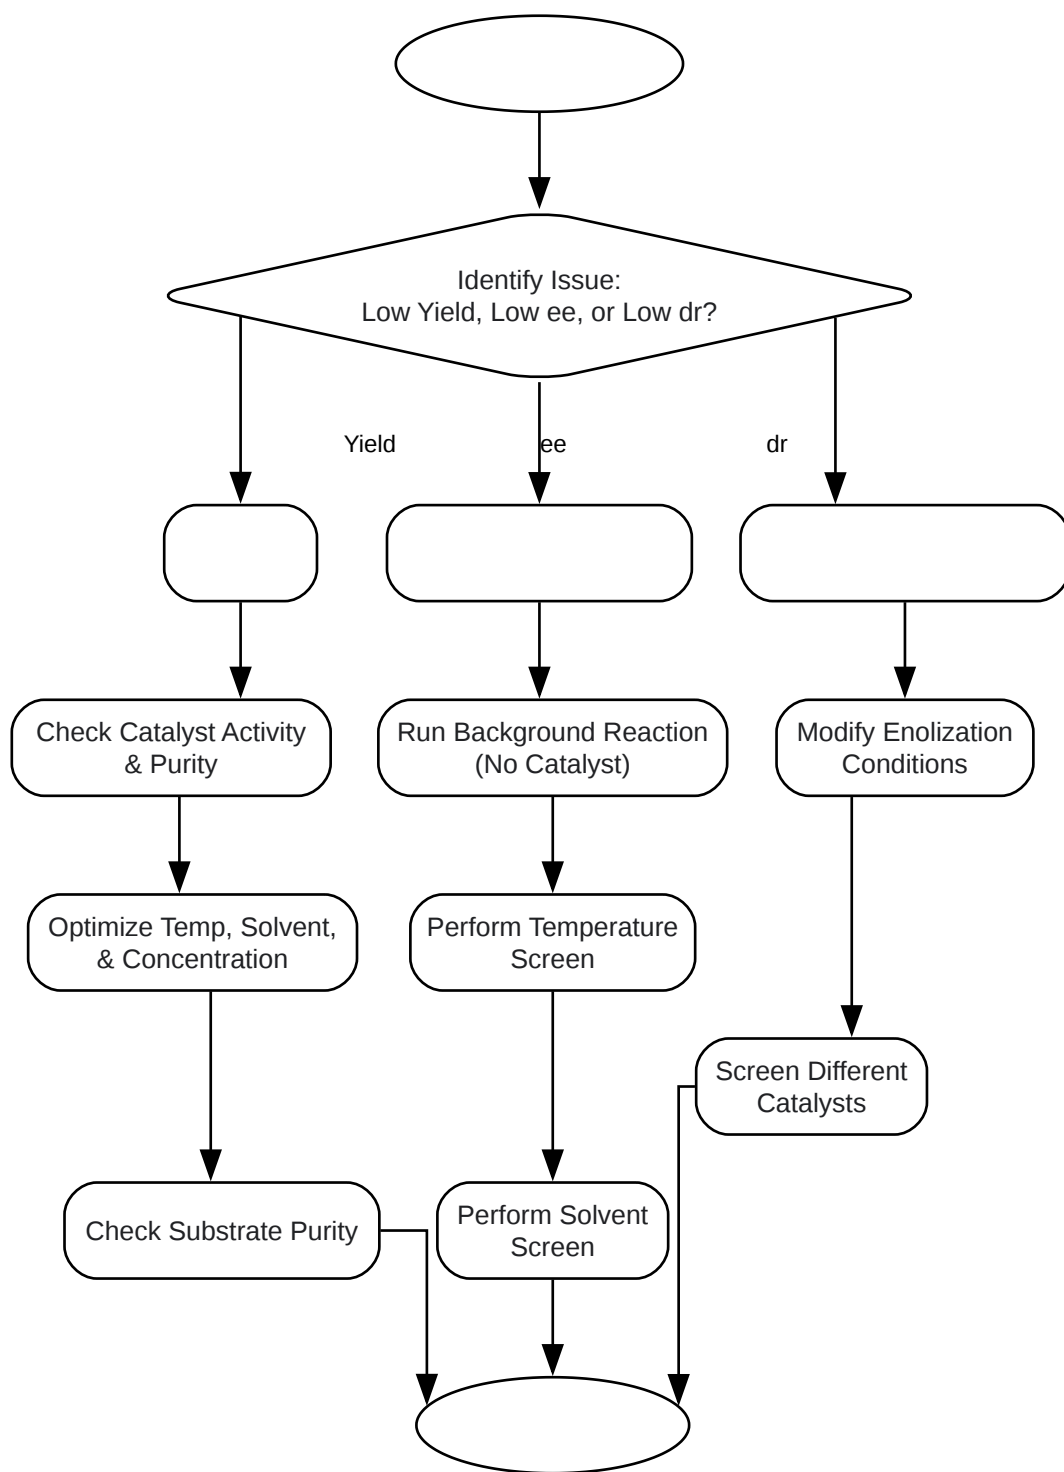 Identify Issue:
Low Yield, Low ee, or Low dr?
Yield
ee
dr
Check Catalyst Activity
& Purity
Run Background Reaction
(No Catalyst)
Modify Enolization
Conditions
Optimize Temp, Solvent,
& Concentration
Perform Temperature
Screen
Screen Different
Catalysts
Check Substrate Purity
Perform Solvent
Screen